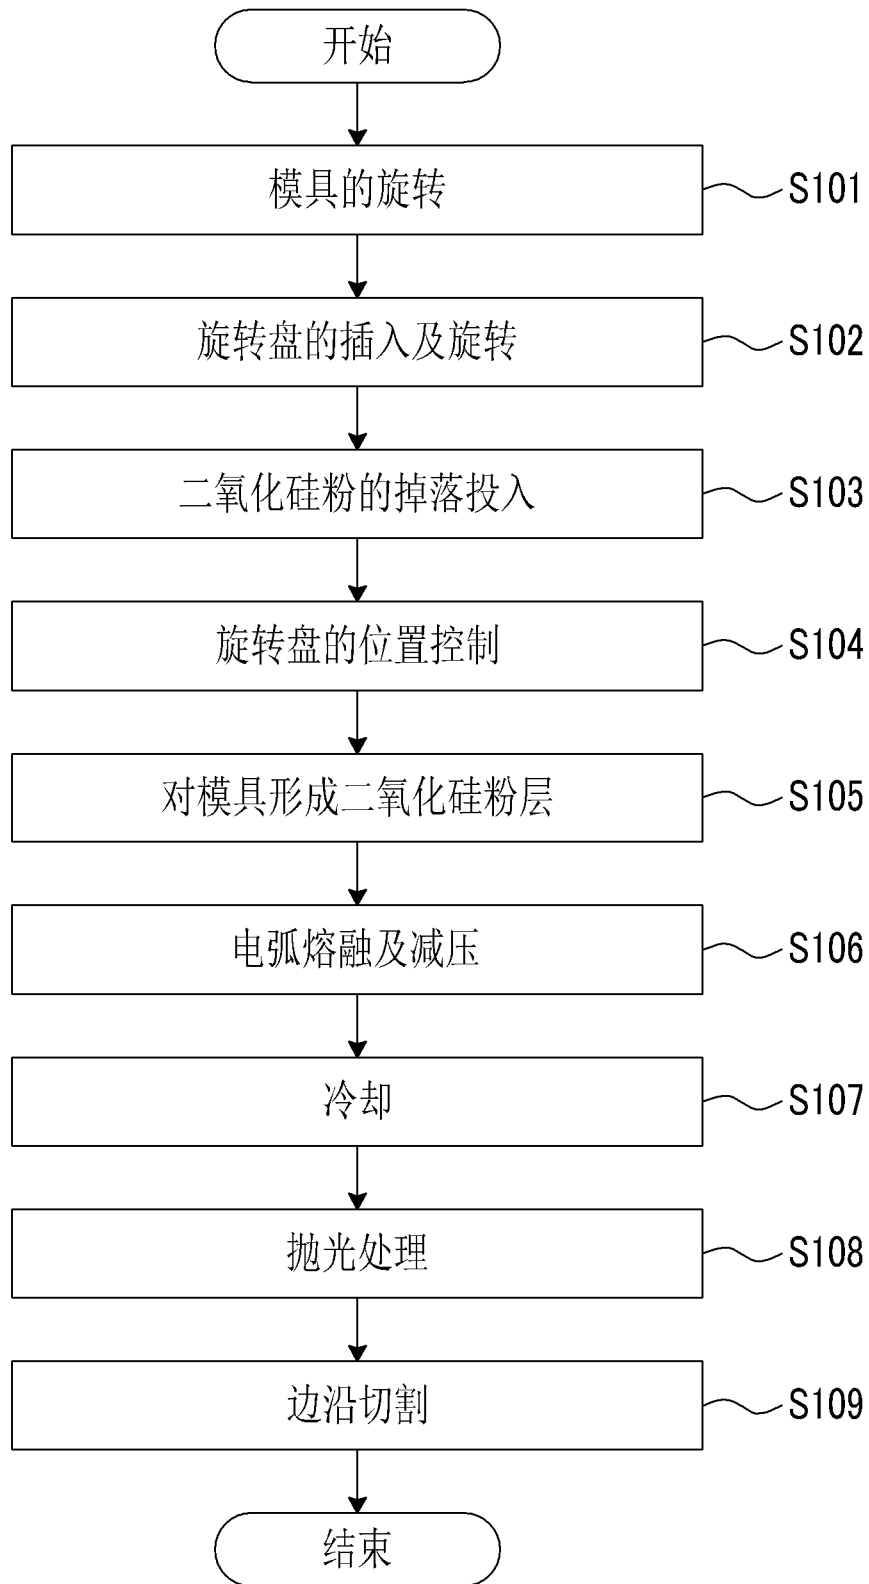 开始
模具的旋转
S101
旋转盘的插入及旋转
S102
二氧化硅粉的掉落投入
S103
旋转盘的位置控制
S104
对模具形成二氧化硅粉层
S105
电弧熔融及减压
S106
冷却
S107
抛光处理
S108
边沿切割
S109
结束